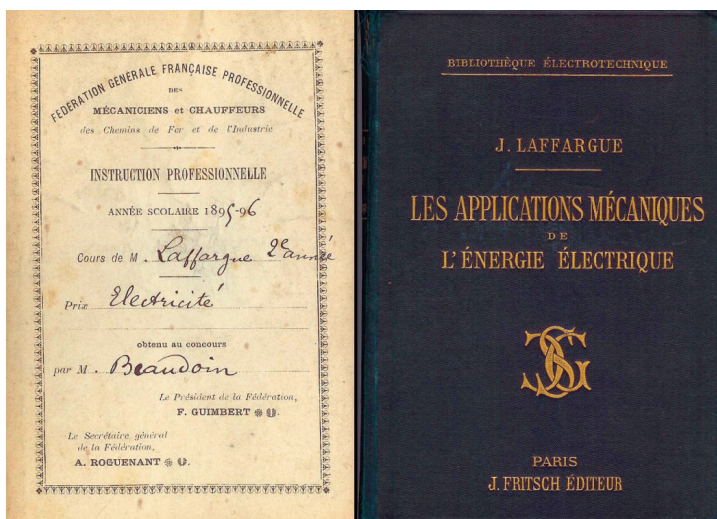 FÉDÉRATION GÉNÉRALE FRANÇAISE PROFESSIONNELLE
DES
MÉCANICIENS et CHAUFFEURS
des Chemins de Fer et de l'Industrie
INSTRUCTION PROFESSIONNELLE
ANNÉE SCOLAIRE 1895-96
Cours de M. Laffargue 2e année
Prix Electricité
obtenu au concours
par M. Beaudoin
Le Président de la Fédération,
F. GUIMBERT
Le Secrétaire général
de la Fédération,
A. ROGUENANT
BIBLIOTHÈQUE ÉLECTROTECHNIQUE
J. LAFFARGUE
LES APPLICATIONS MÉCANIQUES
DE
L'ÉNERGIE ÉLECTRIQUE
PARIS
J. FRITSCH ÉDITEUR